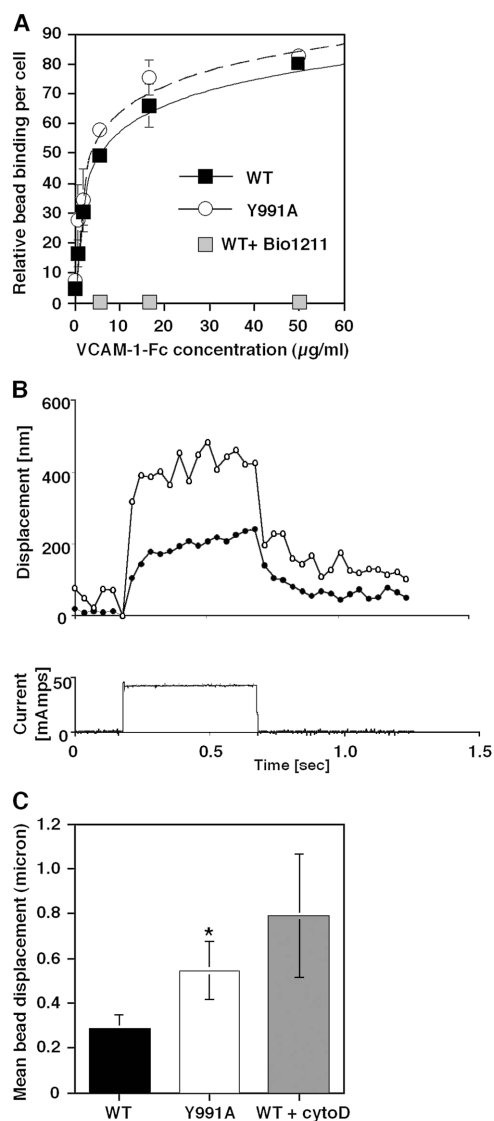 A
Relative bead binding per cell
90
80
70
60
50
40
30
20
10
0
WT
Y991A
WT+ Bio1211
0 10 20 30 40 50 60
VCAM-1-Fc concentration (µg/ml)
B
Displacement [nm]
600
400
200
0
Current
[mAmps]
50
0
0 0.5 1.0 1.5
Time [sec]
C
Mean bead displacement (micron)
1.2
1.0
0.8
0.6
0.4
0.2
0
*
WT Y991A WT + cytoD